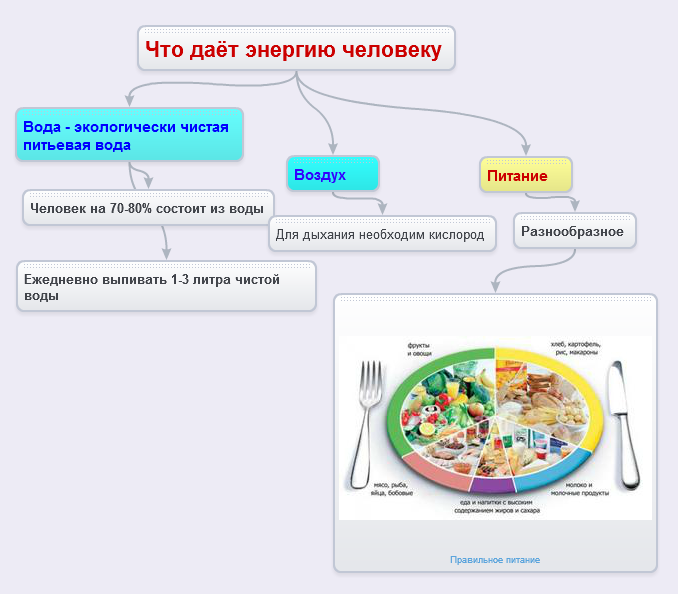 Что даёт энергию человеку
Вода - экологически чистая
питьевая вода
Воздух
Питание
Человек на 70-80% состоит из воды
Для дыхания необходим кислород
Разнообразное
Ежедневно выпивать 1-3 литра чистой
воды
фрукты
и овощи
хлеб, картофель,
рис, макароны
мясо, рыба,
яйца, бобовые
еда и напитки с высоким
содержанием жиров и сахара
молоко и
молочные продукты
Правильное питание